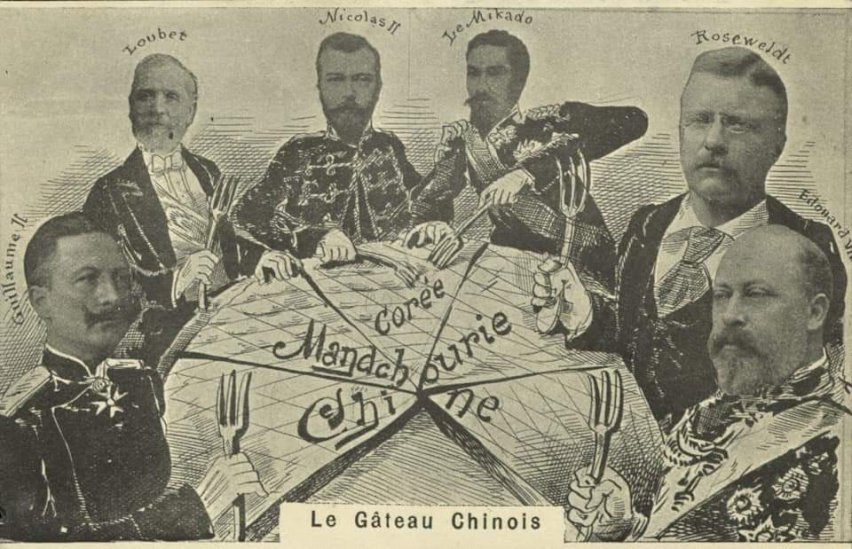 Loubet
Nicolas II
Le Mikado
Roseweldt
Guillaume II
Edouard VII
Corée
Mandchourie
Chine
Le Gâteau Chinois